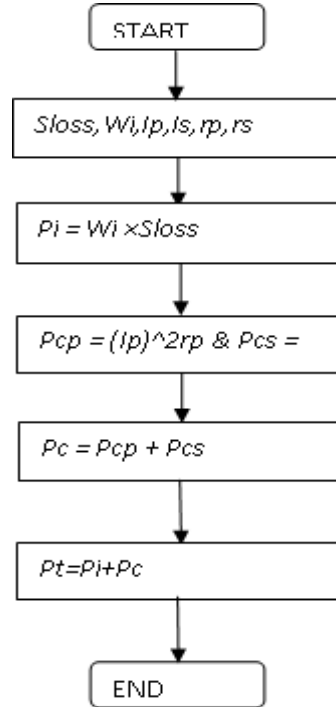 START
Sloss, Wi, Ip, Is, rp, rs
Pi = Wi ×Sloss
Pcp = (Ip)^2rp & Pcs =
Pc = Pcp + Pcs
Pt=Pi+Pc
END